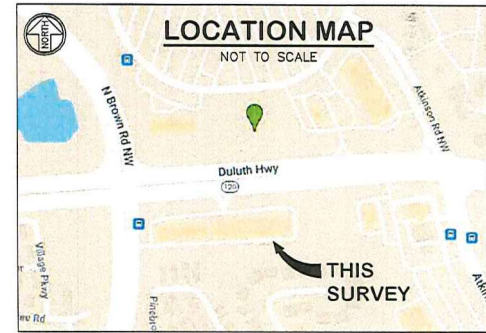 NORTH
LOCATION MAP
NOT TO SCALE
N Brown Rd NW
Atkinson Rd NW
Duluth Hwy
120
Village Pkwy
THIS
SURVEY